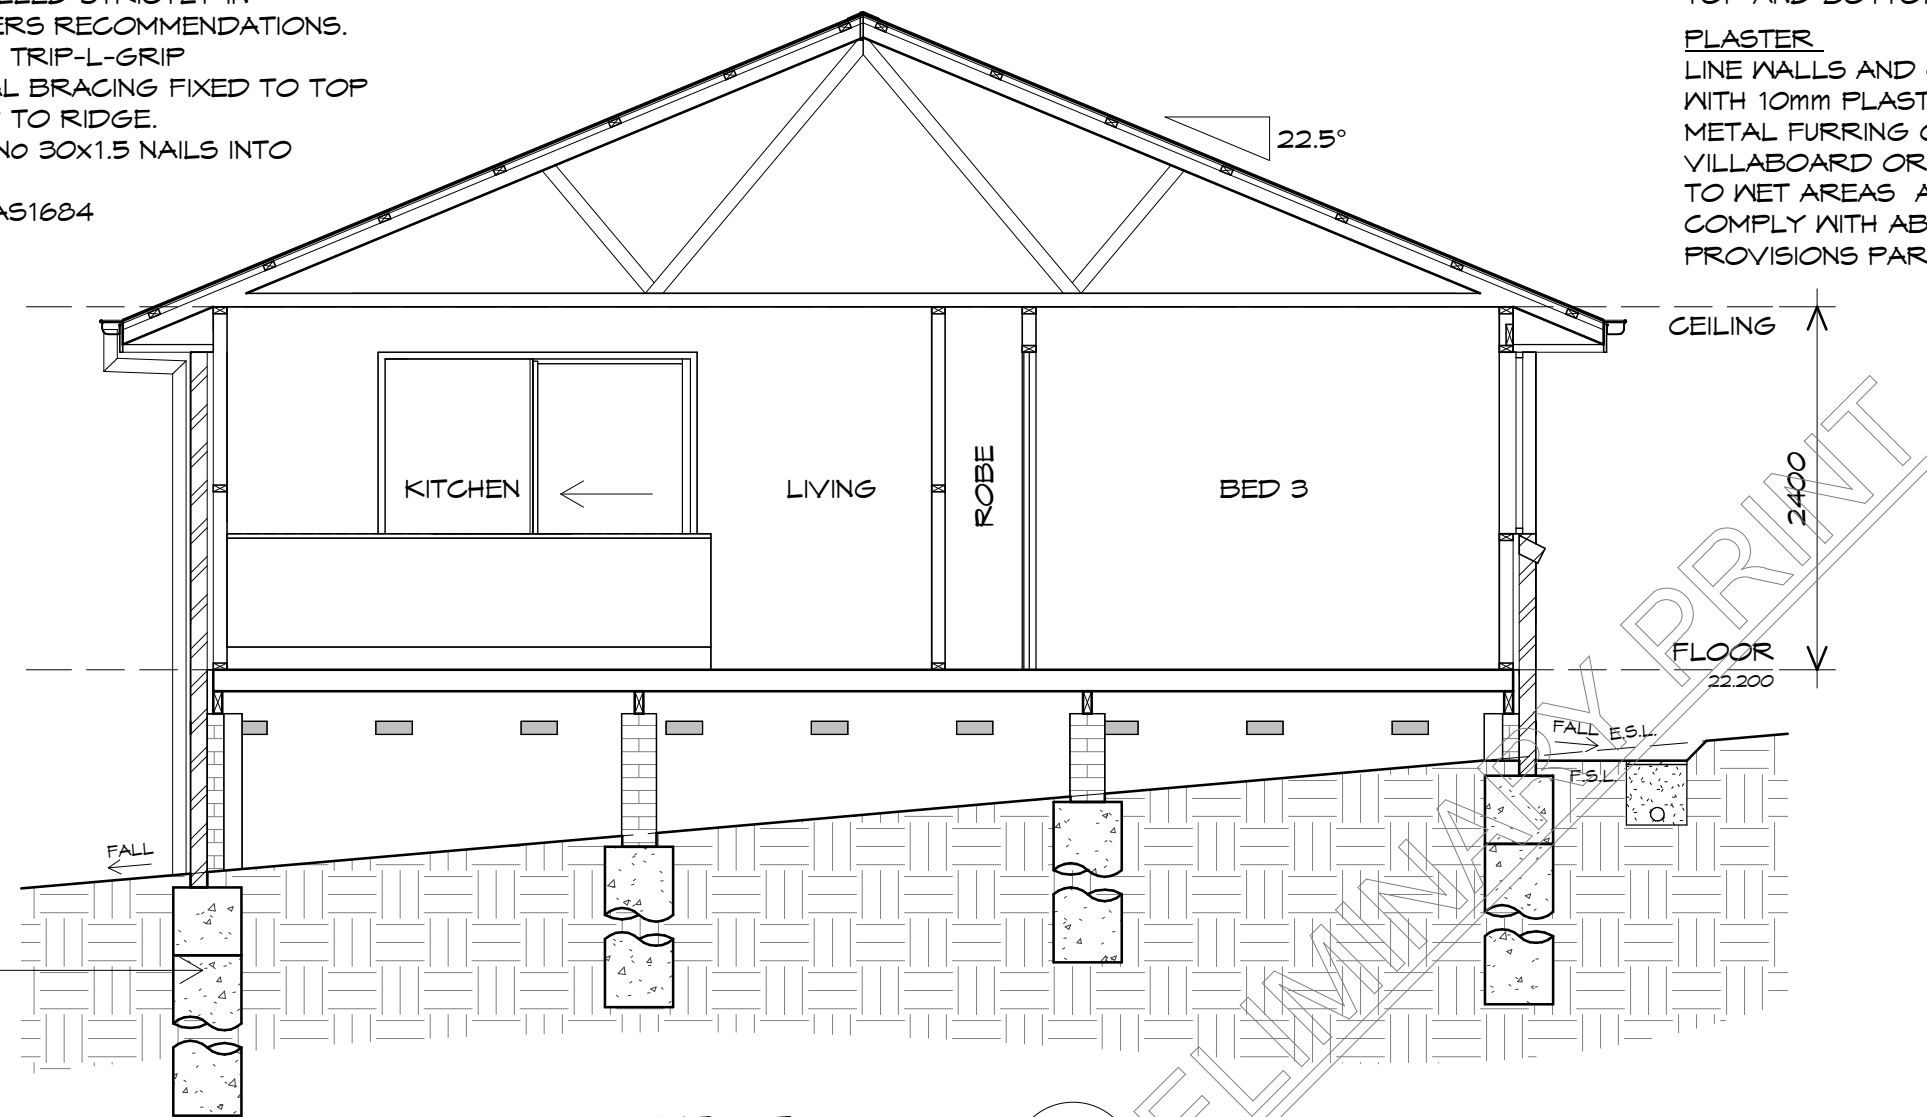 ERS RECOMMENDATIONS.
TRIP-L-GRIP
AL BRACING FIXED TO TOP
TO RIDGE.
No 30x1.5 NAILS INTO
AS1684
PLASTER
LINE WALLS AND
WITH 10mm PLAST
METAL FURRING
VILLABOARD OR
TO WET AREAS A
COMPLY WITH AB
PROVISIONS PAR
22.5°
CEILING
2400
KITCHEN
LIVING
ROBE
BED 3
FLOOR
22.200
FALL E.S.L.
F.S.L.
FALL
ELIMINARY PRINT